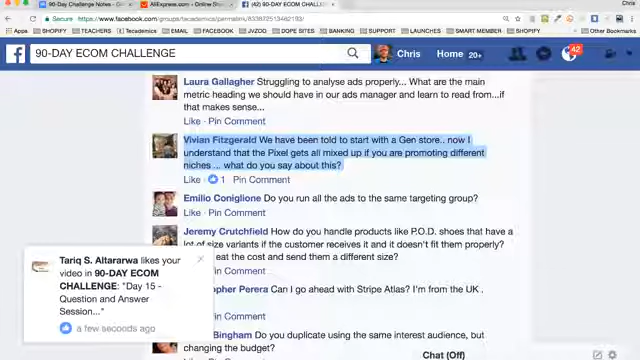 90-Day Challenge Notes
AliExpress.com - Online Sho
(42) 90-DAY ECOM CHALLENGE
Chris
Secure
https://www.facebook.com/groups/tecademics/permalink/833872513462193/
Apps SHOPIFY TEACHERS Tecademics IMPORTED JVZOO DOPE SITES BANKING SUPPORT LAUNCHES SMART MEMBER SHOPIFY
Other Bookmarks
90-DAY ECOM CHALLENGE
Chris Home 20+
42
Laura Gallagher Struggling to analyse ads properly... What are the main
metric heading we should have in our ads manager and learn to read from...if
that makes sense...
Like · Pin Comment
Vivian Fitzgerald We have been told to start with a Gen store.. now I
understand that the Pixel gets all mixed up if you are promoting different
niches ... what do you say about this?
Like · 1 · Pin Comment
Emilio Coniglione Do you run all the ads to the same targeting group?
Like · Pin Comment
Jeremy Crutchfield How do you handle products like P.O.D. shoes that have a
lot of size variants if the customer receives it and it doesn't fit them properly?
eat the cost and send them a different size?
Pin Comment
opher Perera Can I go ahead with Stripe Atlas? I'm from the UK .
Pin Comment
Bingham Do you duplicate using the same interest audience, but
changing the budget?
Like · Pin Comment
Tariq S. Altararwa likes your
video in 90-DAY ECOM
CHALLENGE: "Day 15 -
Question and Answer
Session..."
a few seconds ago
Chat (Off)